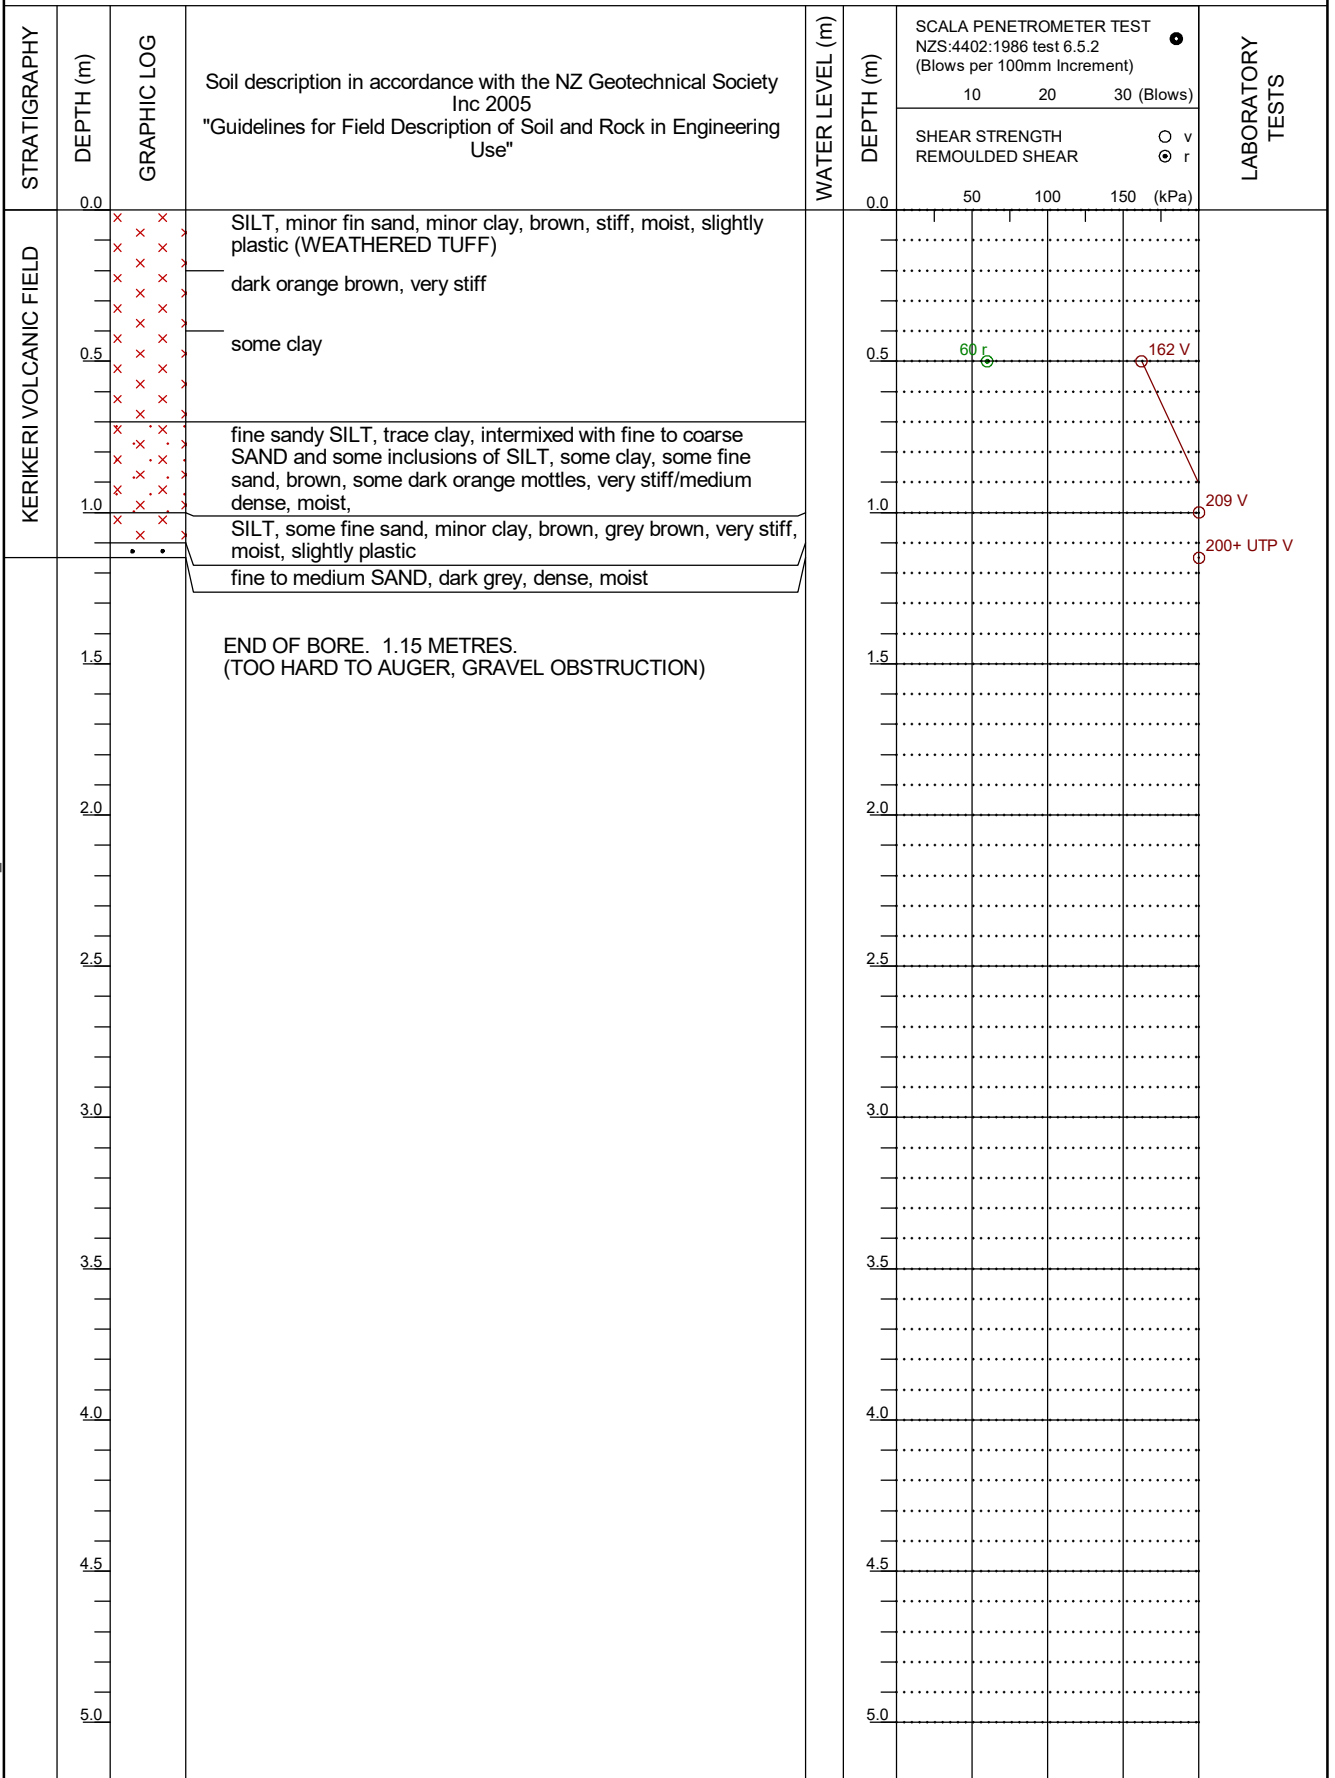 STRATIGRAPHY
DEPTH (m)
GRAPHIC LOG
Soil description in accordance with the NZ Geotechnical Society
Inc 2005
"Guidelines for Field Description of Soil and Rock in Engineering
Use"
WATER LEVEL (m)
DEPTH (m)
SCALA PENETROMETER TEST
NZS:4402:1986 test 6.5.2
(Blows per 100mm Increment)
10 20 30 (Blows)
SHEAR STRENGTH v
REMOULDED SHEAR r
50 100 150 (kPa)
LABORATORY
TESTS
0.0 0.0
KERIKERI VOLCANIC FIELD
SILT, minor fin sand, minor clay, brown, stiff, moist, slightly
plastic (WEATHERED TUFF)
dark orange brown, very stiff
some clay
0.5 0.5 60 r 162 V
fine sandy SILT, trace clay, intermixed with fine to coarse
SAND and some inclusions of SILT, some clay, some fine
sand, brown, some dark orange mottles, very stiff/medium
dense, moist,
1.0 1.0 209 V
SILT, some fine sand, minor clay, brown, grey brown, very stiff,
moist, slightly plastic
200+ UTP V
fine to medium SAND, dark grey, dense, moist
END OF BORE. 1.15 METRES.
(TOO HARD TO AUGER, GRAVEL OBSTRUCTION)
1.5 1.5
2.0 2.0
2.5 2.5
3.0 3.0
3.5 3.5
4.0 4.0
4.5 4.5
5.0 5.0